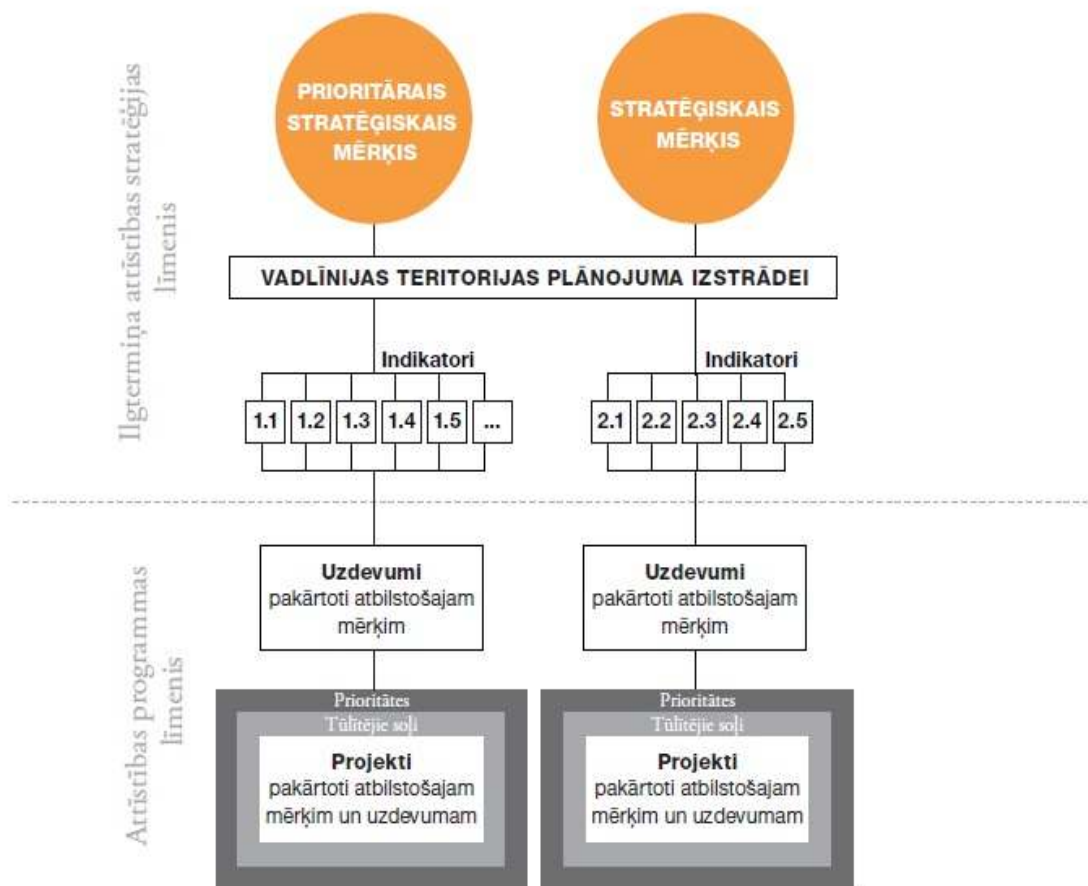 Ilgtermiņa attīstības stratēģijas
līmenis
PRIORITĀRAIS
STRATĒĢISKAIS
MĒRĶIS
STRATĒĢISKAIS
MĒRĶIS
VADLĪNIJAS TERITORIJAS PLĀNOJUMA IZSTRĀDEI
Indikatori
1.1 1.2 1.3 1.4 1.5 ...
Indikatori
2.1 2.2 2.3 2.4 2.5
Attīstības programmas
līmenis
Uzdevumi
pakārtoti atbilstošajam
mērķim
Uzdevumi
pakārtoti atbilstošajam
mērķim
Prioritātes
Tūlītējie soļi
Projekti
pakārtoti atbilstošajam
mērķim un uzdevumam
Prioritātes
Tūlītējie soļi
Projekti
pakārtoti atbilstošajam
mērķim un uzdevumam